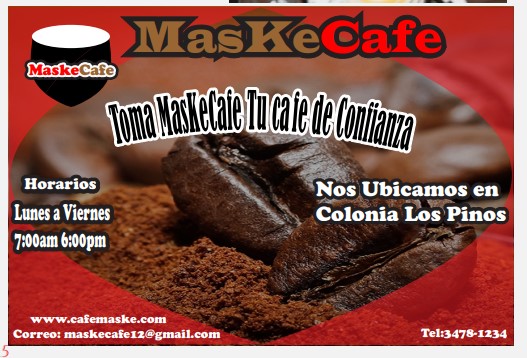 MasKeCafe
MaskeCafe
Toma MasKeCafe Tu cafe de Confianza
Horarios
Lunes a Viernes
7:00am 6:00pm
Nos Ubicamos en
Colonia Los Pinos
www.cafemaske.com
Correo: maskecafe12@gmail.com
Tel:3478-1234
5